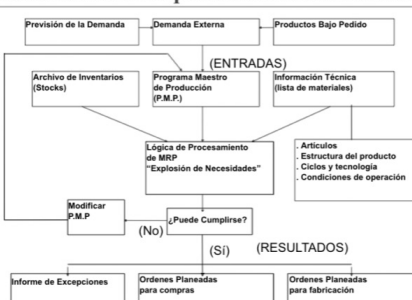 Previsión de la Demanda
Demanda Externa
Productos Bajo Pedido
(ENTRADAS)
Archivo de Inventarios
(Stocks)
Programa Maestro
de Producción
(P.M.P.)
Información Técnica
(lista de materiales)
Lógica de Procesamiento
de MRP
"Explosión de Necesidades"
. Artículos
. Estructura del producto
. Ciclos y tecnología
. Condiciones de operación
Modificar
P.M.P
¿Puede Cumplirse?
(No)
(Sí)
(RESULTADOS)
Informe de Excepciones
Ordenes Planeadas
para compras
Ordenes Planeadas
para fabricación